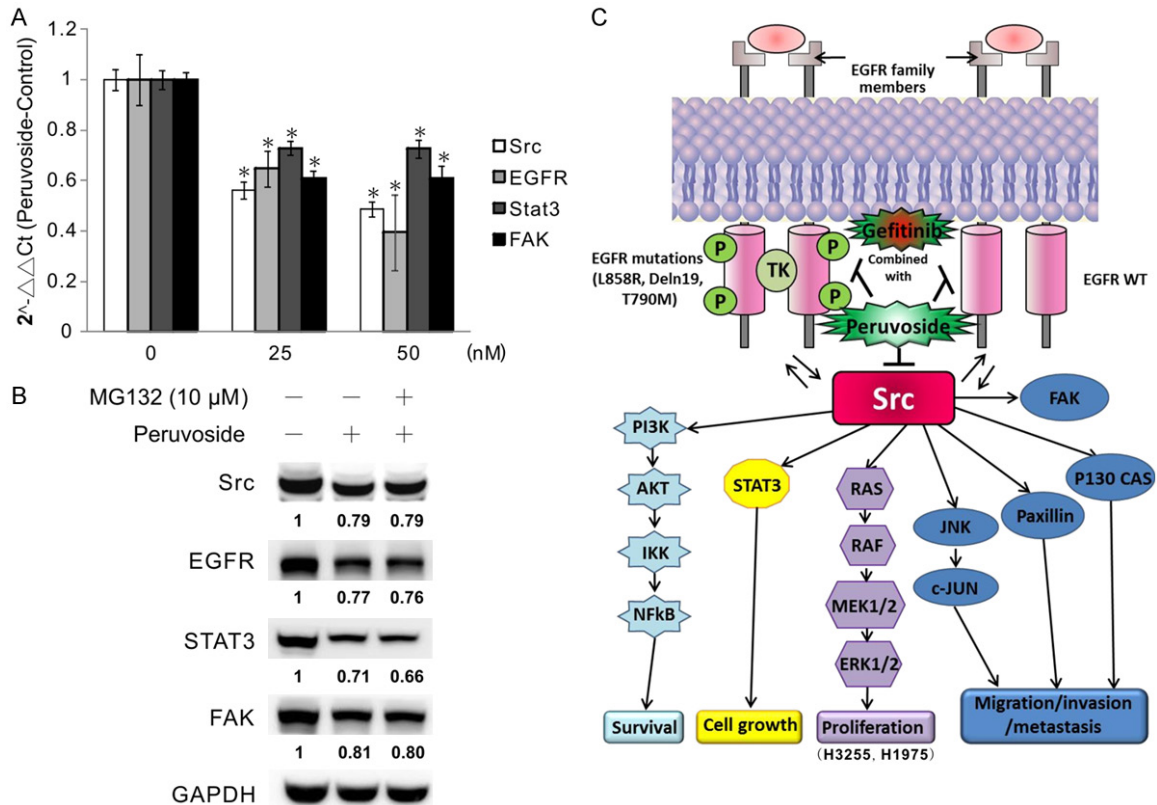 A
2^-△△Ct (Peruvoside-Control)
1.2
1
0.8
0.6
0.4
0.2
0
* * * *
* * * *
0 25 50 (nM)
Src
EGFR
Stat3
FAK
B
MG132 (10 µM) — — +
Peruvoside — + +
Src
1 0.79 0.79
EGFR
1 0.77 0.76
STAT3
1 0.71 0.66
FAK
1 0.81 0.80
GAPDH
C
EGFR family
members
EGFR mutations
(L858R, Deln19,
T790M)
P
P
TK
P
P
Gefitinib
Combined
with
Peruvoside
EGFR WT
Src
FAK
PI3K
AKT
IKK
NFkB
Survival
STAT3
Cell growth
RAS
RAF
MEK1/2
ERK1/2
Proliferation
(H3255, H1975)
JNK
c-JUN
Paxillin
P130 CAS
Migration/invasion
/metastasis